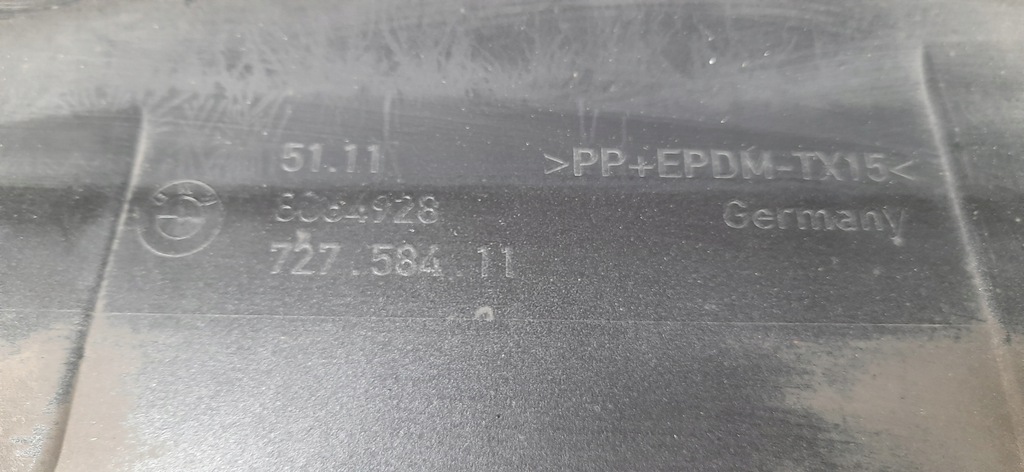 51.11
>PP+EPDM-TX15<
8064928
Germany
727.584.11